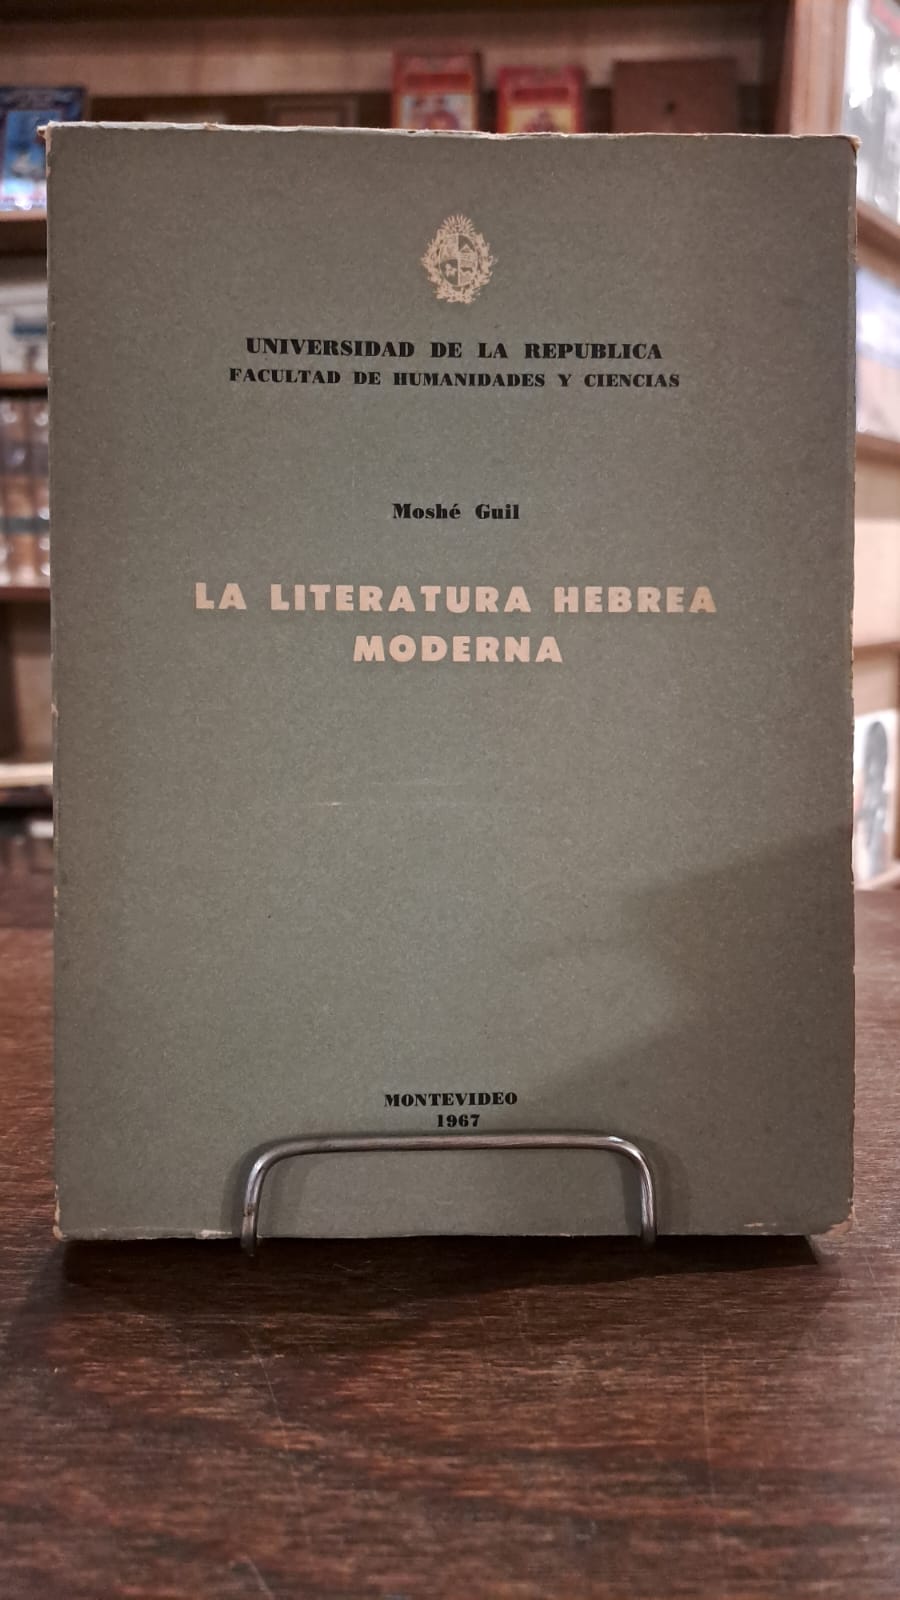 UNIVERSIDAD DE LA REPUBLICA
FACULTAD DE HUMANIDADES Y CIENCIAS
Moshé Guil
LA LITERATURA HEBREA
MODERNA
MONTEVIDEO
1967